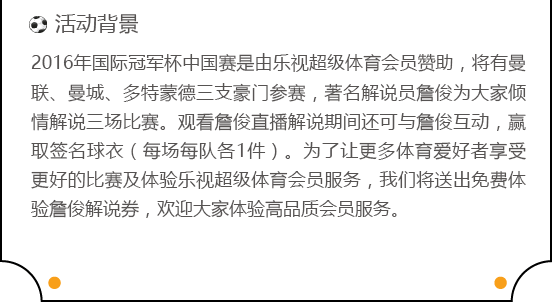 活动背景
2016年国际冠军杯中国赛是由乐视超级体育会员赞助，将有曼
联、曼城、多特蒙德三支豪门参赛，著名解说员詹俊为大家倾
情解说三场比赛。观看詹俊直播解说期间还可与詹俊互动，赢
取签名球衣（每场每队各1件）。为了让更多体育爱好者享受
更好的比赛及体验乐视超级体育会员服务，我们将送出免费体
验詹俊解说券，欢迎大家体验高品质会员服务。